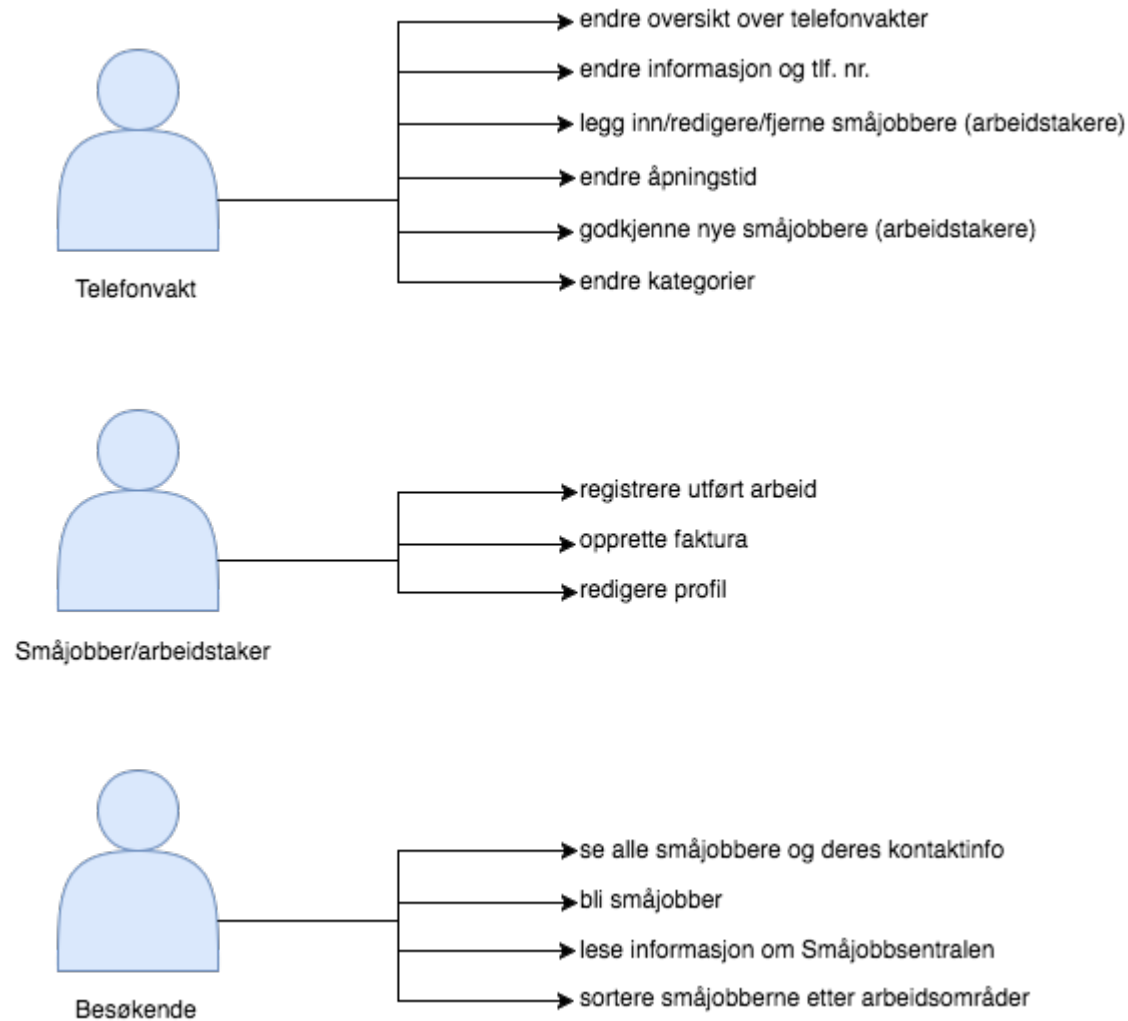 endre oversikt over telefonvakter
endre informasjon og tlf. nr.
legg inn/redigere/fjerne småjobbere (arbeidstakere)
endre åpningstid
godkjenne nye småjobbere (arbeidstakere)
endre kategorier
Telefonvakt
registrere utført arbeid
opprette faktura
redigere profil
Småjobber/arbeidstaker
se alle småjobbere og deres kontaktinfo
bli småjobber
lese informasjon om Småjobbsentralen
sortere småjobberne etter arbeidsområder
Besøkende